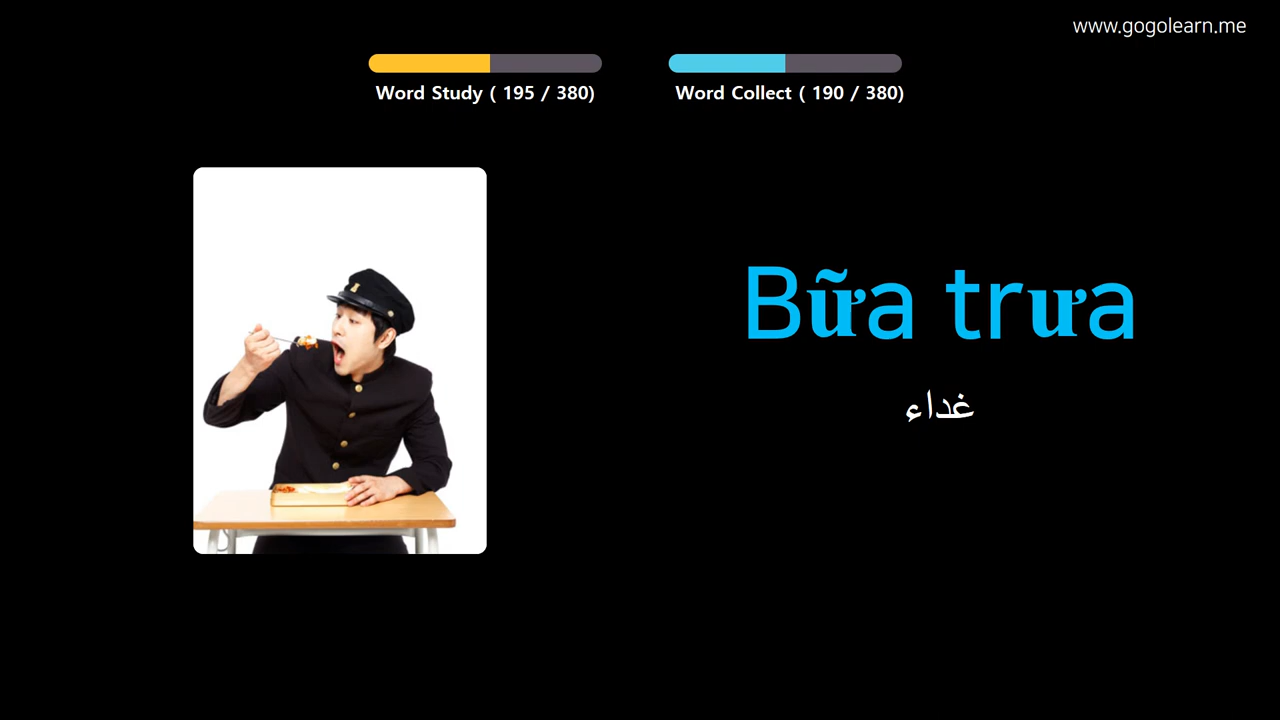 www.gogolearn.me
Word Study ( 195 / 380)
Word Collect ( 190 / 380)
Bữa trưa
غداء